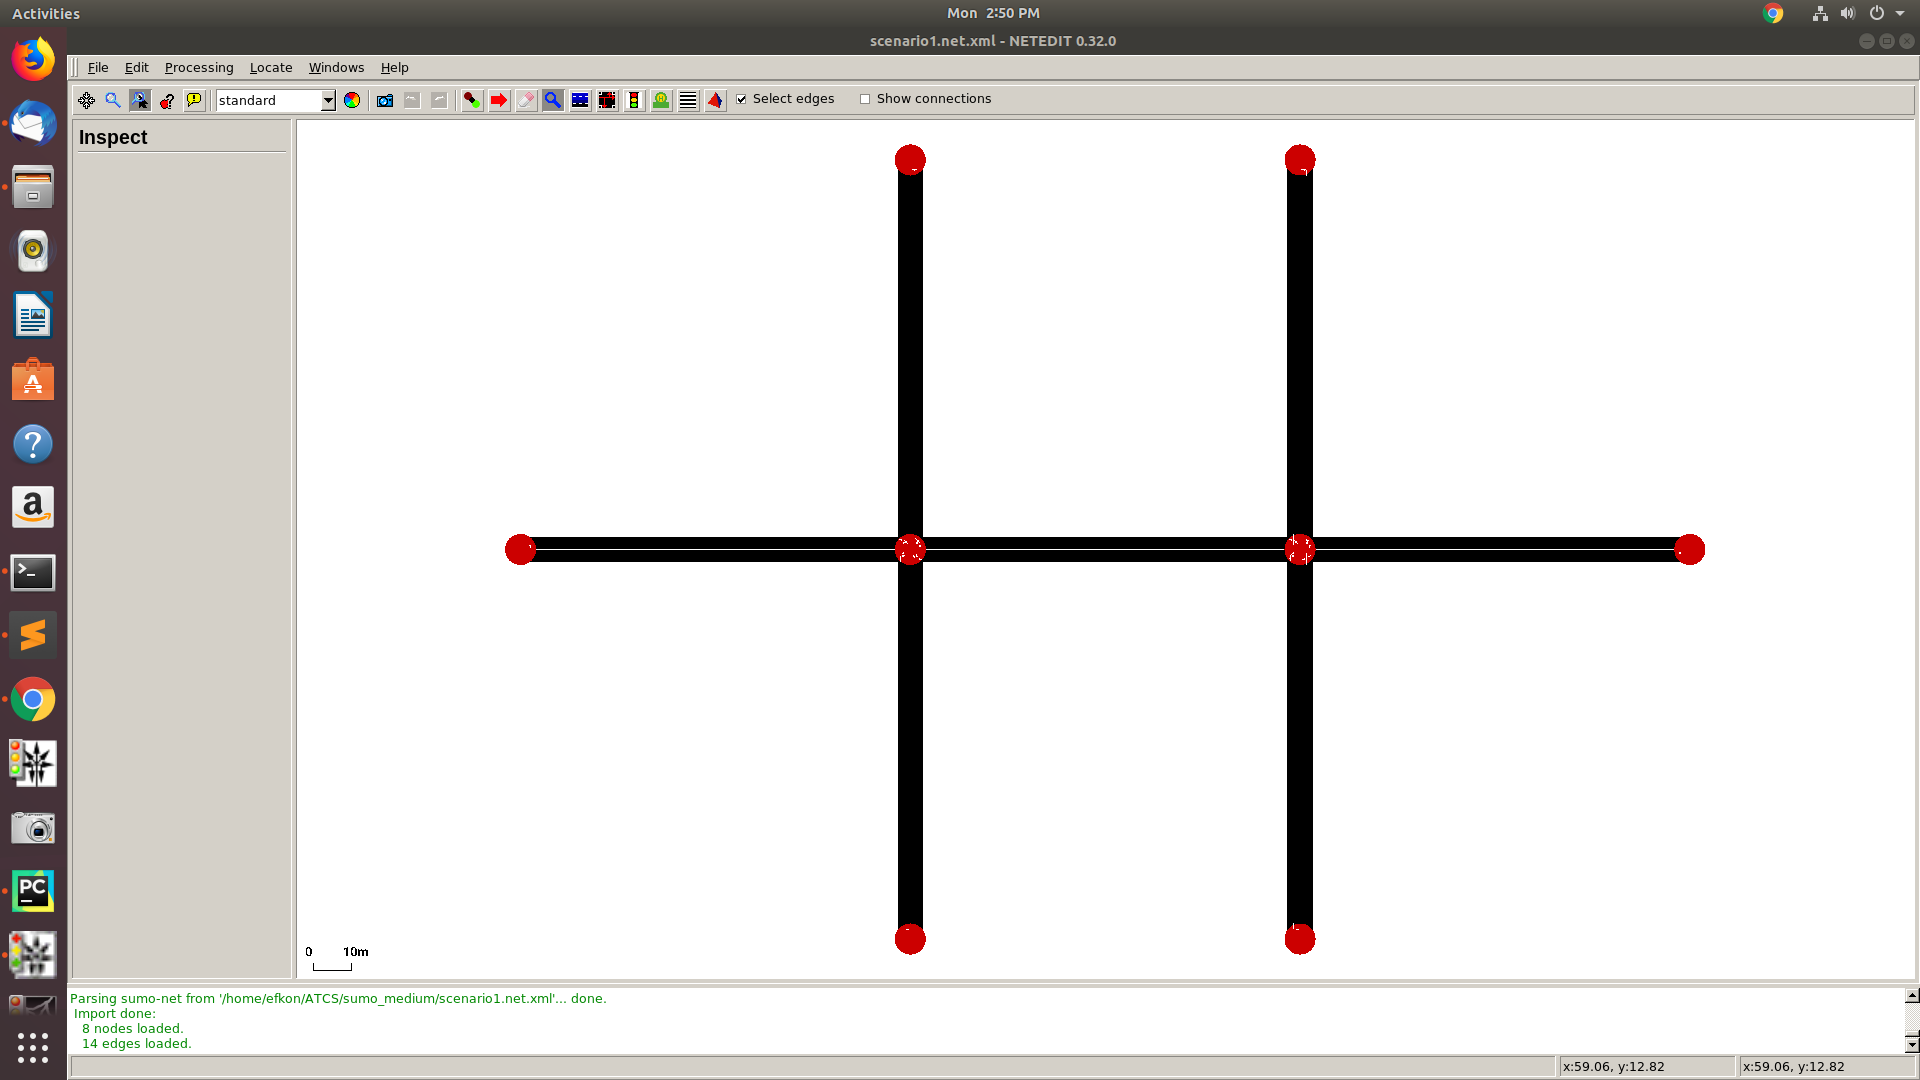 Activities
Mon 2:50 PM
scenario1.net.xml - NETEDIT 0.32.0
File Edit Processing Locate Windows Help
standard
Select edges
Show connections
Inspect
0 10m
Parsing sumo-net from '/home/efkon/ATCS/sumo_medium/scenario1.net.xml'... done.
Import done:
8 nodes loaded.
14 edges loaded.
x:59.06, y:12.82
x:59.06, y:12.82
a
PC